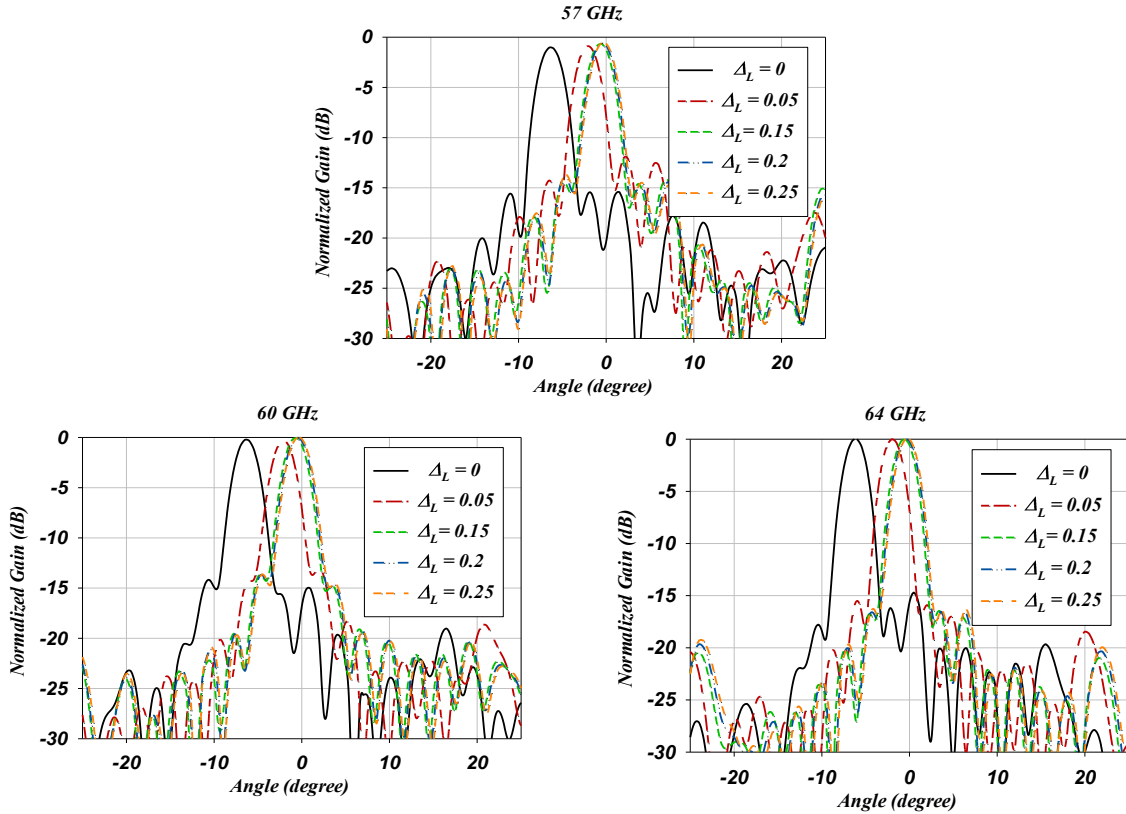 57 GHz
0
-5
-10
-15
-20
-25
-30
Normalized Gain (dB)
Δ_L = 0
Δ_L = 0.05
Δ_L= 0.15
Δ_L = 0.2
Δ_L = 0.25
-20 -10 0 10 20
Angle (degree)
60 GHz
0
-5
-10
-15
-20
-25
-30
Normalized Gain (dB)
Δ_L = 0
Δ_L = 0.05
Δ_L= 0.15
Δ_L = 0.2
Δ_L = 0.25
-20 -10 0 10 20
Angle (degree)
64 GHz
0
-5
-10
-15
-20
-25
-30
Normalized Gain (dB)
Δ_L = 0
Δ_L = 0.05
Δ_L= 0.15
Δ_L = 0.2
Δ_L = 0.25
-20 -10 0 10 20
Angle (degree)